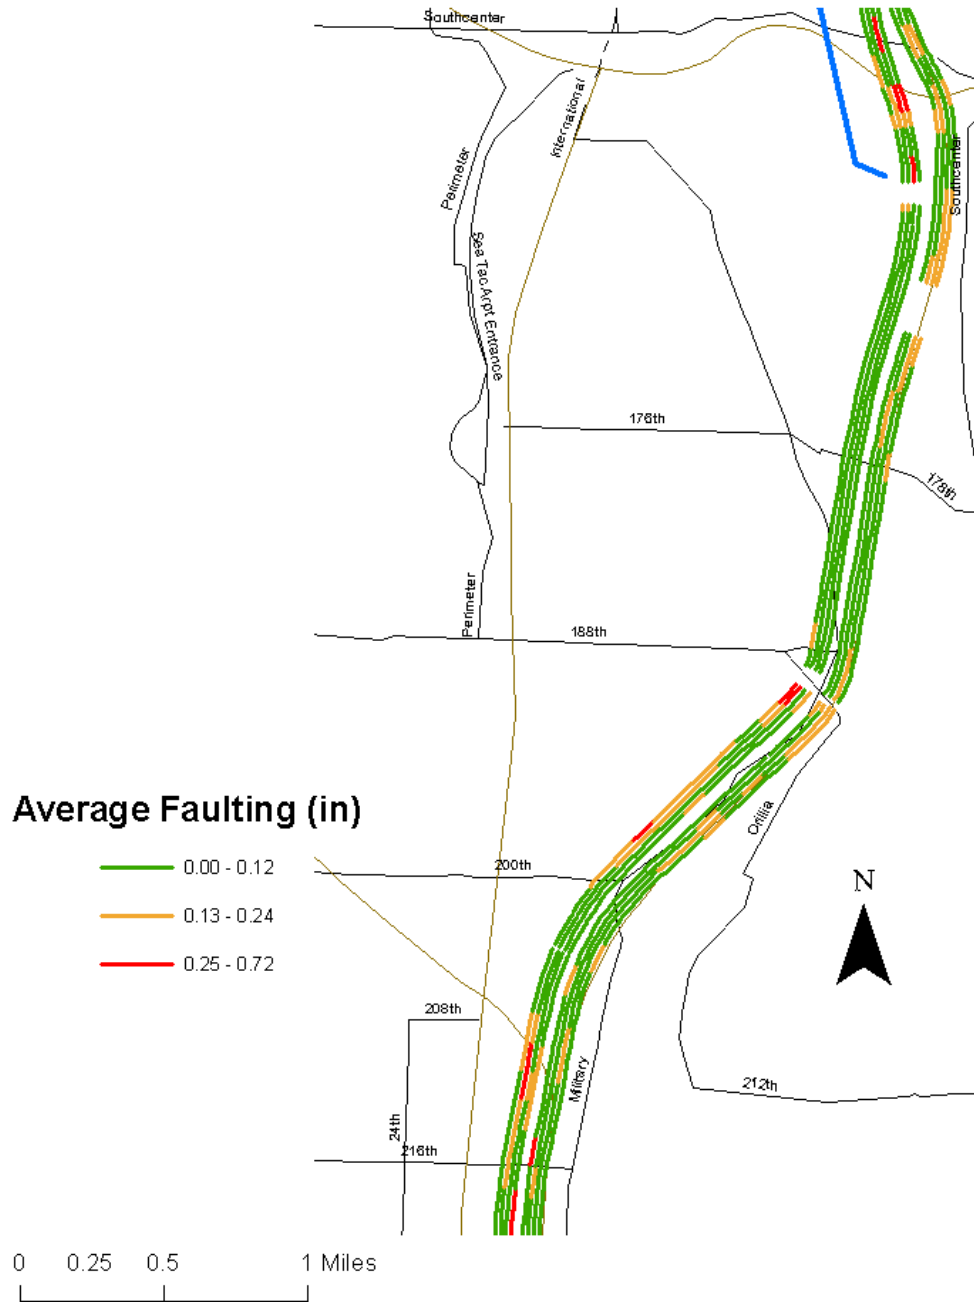 Southcenter
International
Perimeter
Southcenter
Sea Tac Arpt Entrance
176th
178th
Perimeter
188th
Average Faulting (in)
Orillia
0.00 - 0.12
200th
N
0.13 - 0.24
0.25 - 0.72
208th
Military
212th
24th
216th
0 0.25 0.5 1 Miles